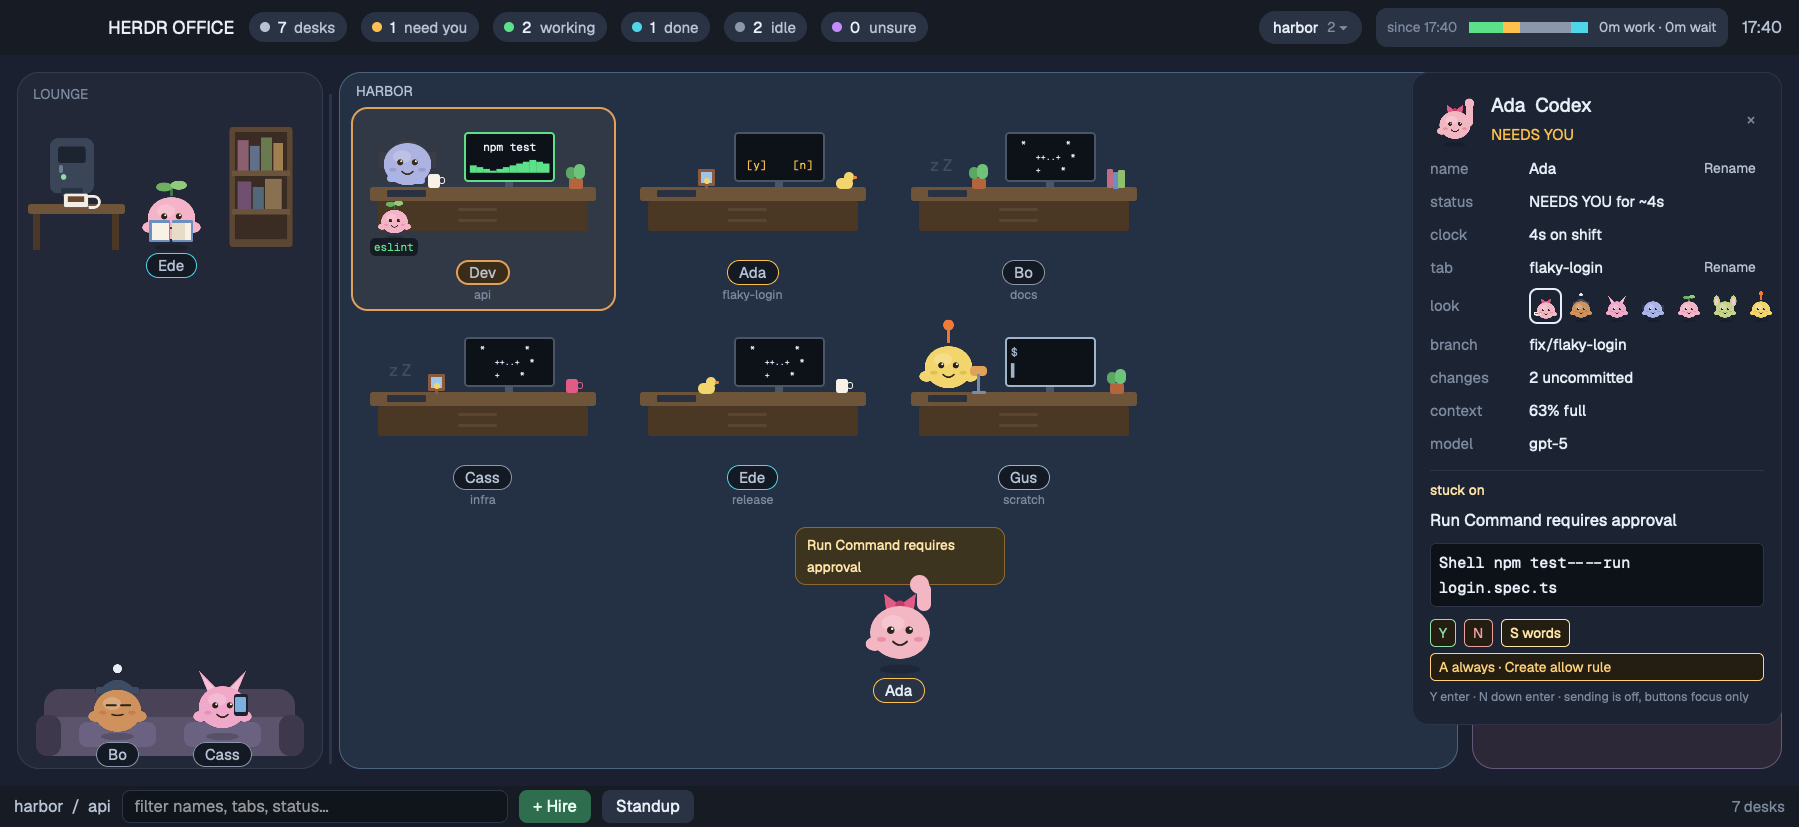 HERDR OFFICE
7 desks
1 need you
2 working
1 done
2 idle
0 unsure
harbor 2
since 17:40
0m work · 0m wait
17:40
LOUNGE
Ede
Bo
Cass
HARBOR
npm test
eslint
Dev
api
[y] [n]
Ada
flaky-login
z Z
Bo
docs
z Z
Cass
infra
Ede
release
$
Gus
scratch
Run Command requires
approval
Ada
Ada Codex
NEEDS YOU
×
name Ada Rename
status NEEDS YOU for ~4s
clock 4s on shift
tab flaky-login Rename
look
branch fix/flaky-login
changes 2 uncommitted
context 63% full
model gpt-5
stuck on
Run Command requires approval
Shell npm test----run
login.spec.ts
Y N S words
A always · Create allow rule
Y enter · N down enter · sending is off, buttons focus only
harbor / api
filter names, tabs, status...
+ Hire
Standup
7 desks